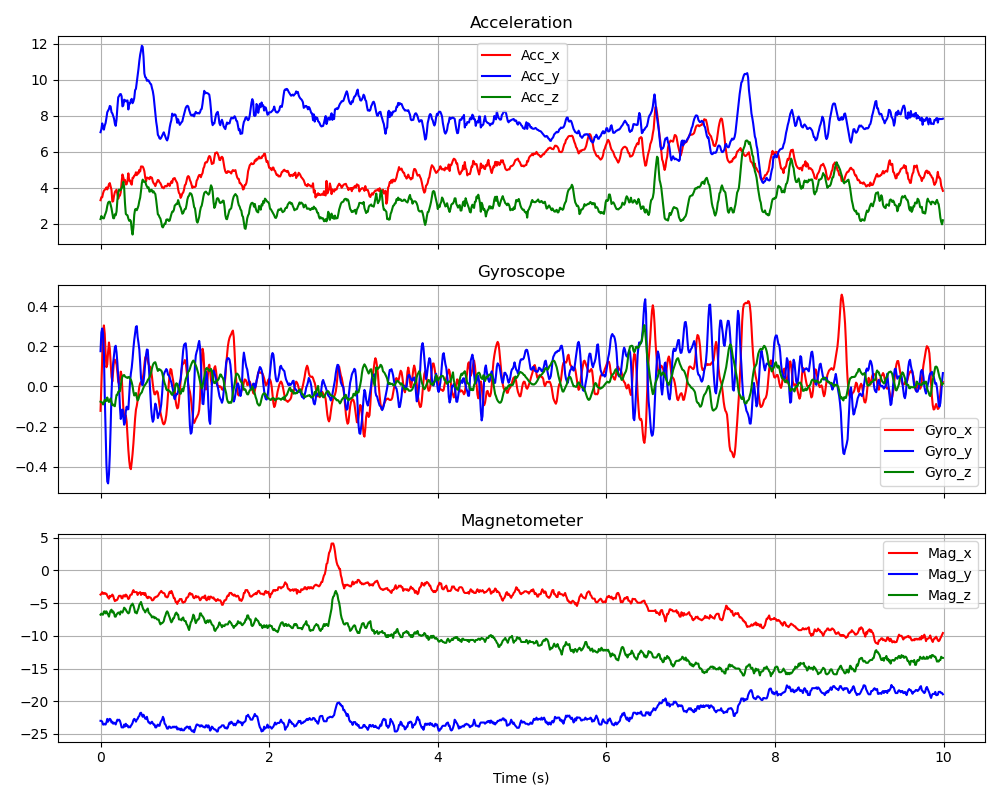 Acceleration
12
10
8
6
4
2
Acc_x
Acc_y
Acc_z
Gyroscope
0.4
0.2
0.0
−0.2
−0.4
Gyro_x
Gyro_y
Gyro_z
Magnetometer
5
0
−5
−10
−15
−20
−25
Mag_x
Mag_y
Mag_z
0 2 4 6 8 10
Time (s)